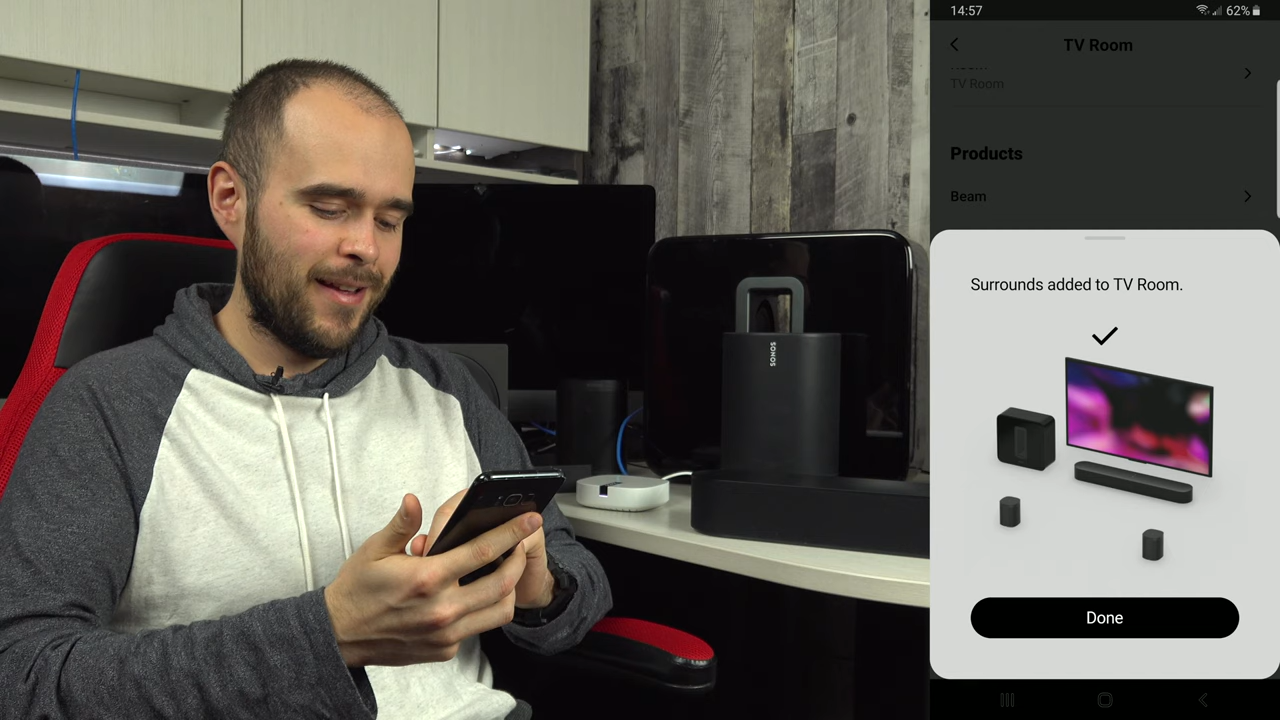 SONOS
14:57
62%
TV Room
TV Room
Products
Beam
Surrounds added to TV Room.
Done